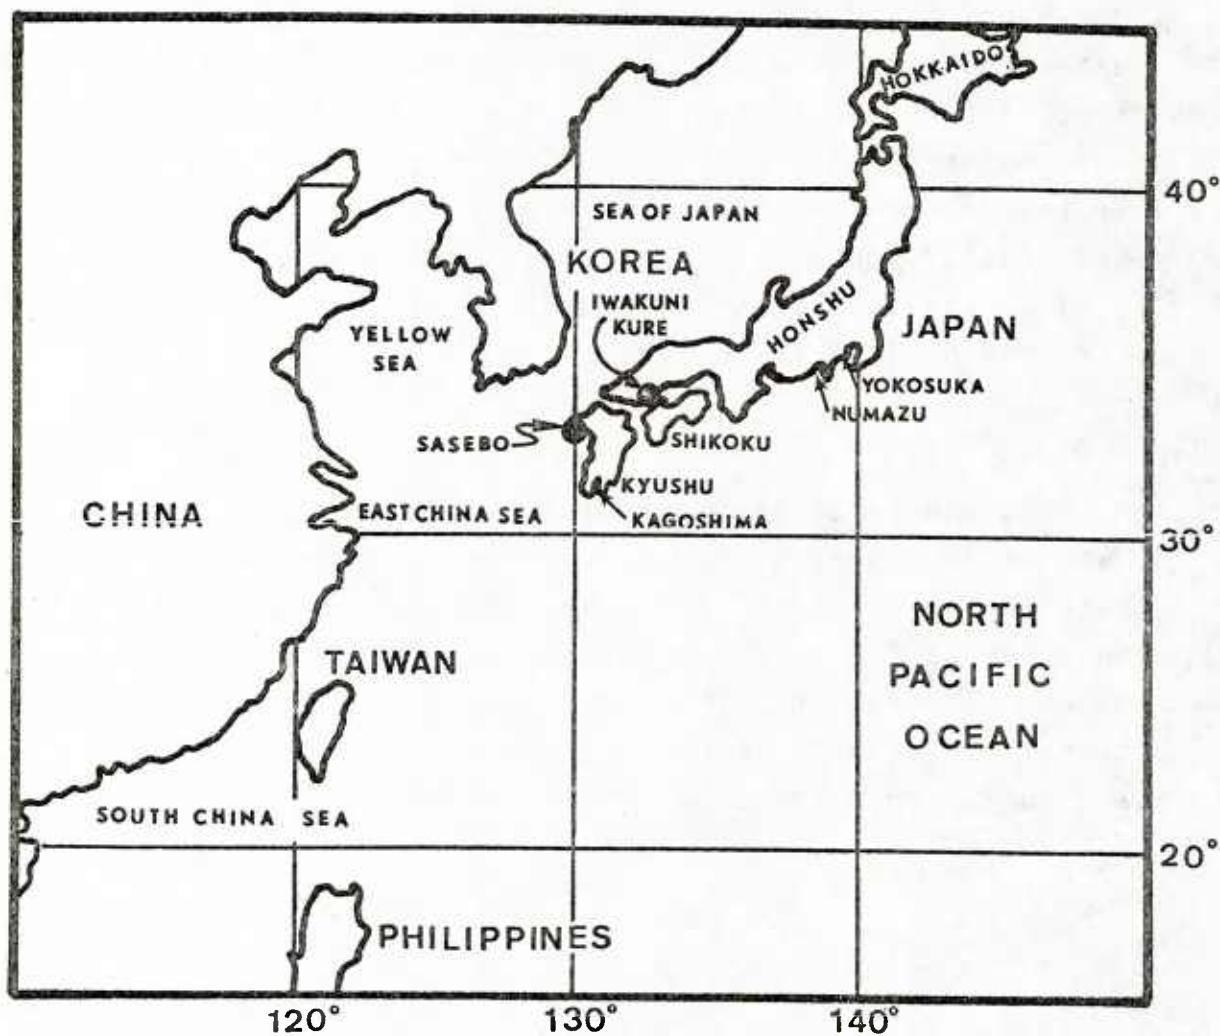 HOKKAIDO
40°
SEA OF JAPAN
KOREA
IWAKUNI
KURE
HONSHU
JAPAN
YELLOW
SEA
YOKOSUKA
NUMAZU
SASEBO
SHIKOKU
KYUSHU
CHINA
EAST CHINA SEA
KAGOSHIMA
30°
NORTH
PACIFIC
OCEAN
TAIWAN
SOUTH CHINA SEA
20°
PHILIPPINES
120° 130° 140°